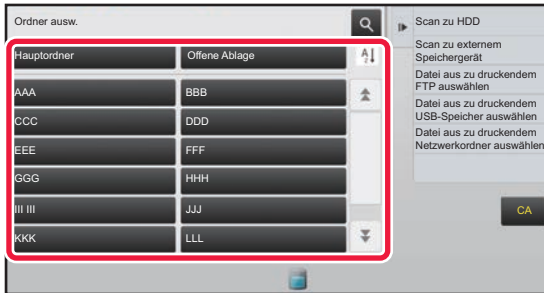 Ordner ausw.
Hauptordner
Offene Ablage
AAA
BBB
CCC
DDD
EEE
FFF
GGG
HHH
III III
JJJ
KKK
LLL
Scan zu HDD
Scan zu externem
Speichergerät
Datei aus zu druckendem
FTP auswählen
Datei aus zu druckendem
USB-Speicher auswählen
Datei aus zu druckendem
Netzwerkordner auswählen
CA